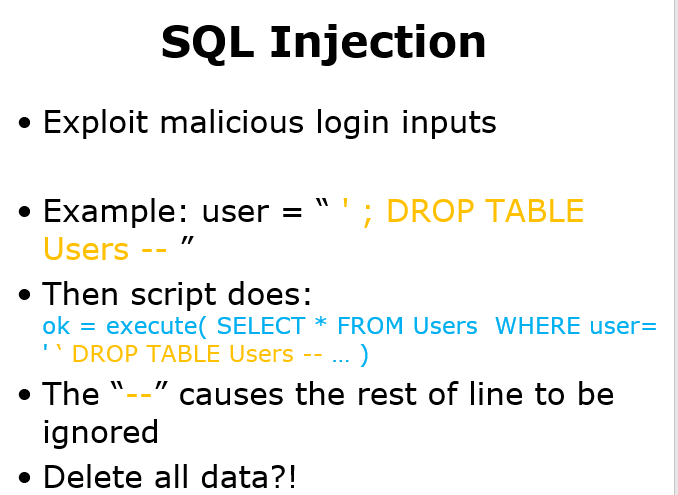 SQL Injection
• Exploit malicious login inputs
• Example: user = “ ' ; DROP TABLE
Users -- ”
• Then script does:
ok = execute( SELECT * FROM Users  WHERE user=
' ‛ DROP TABLE Users -- … )
• The “--” causes the rest of line to be
ignored
• Delete all data?!